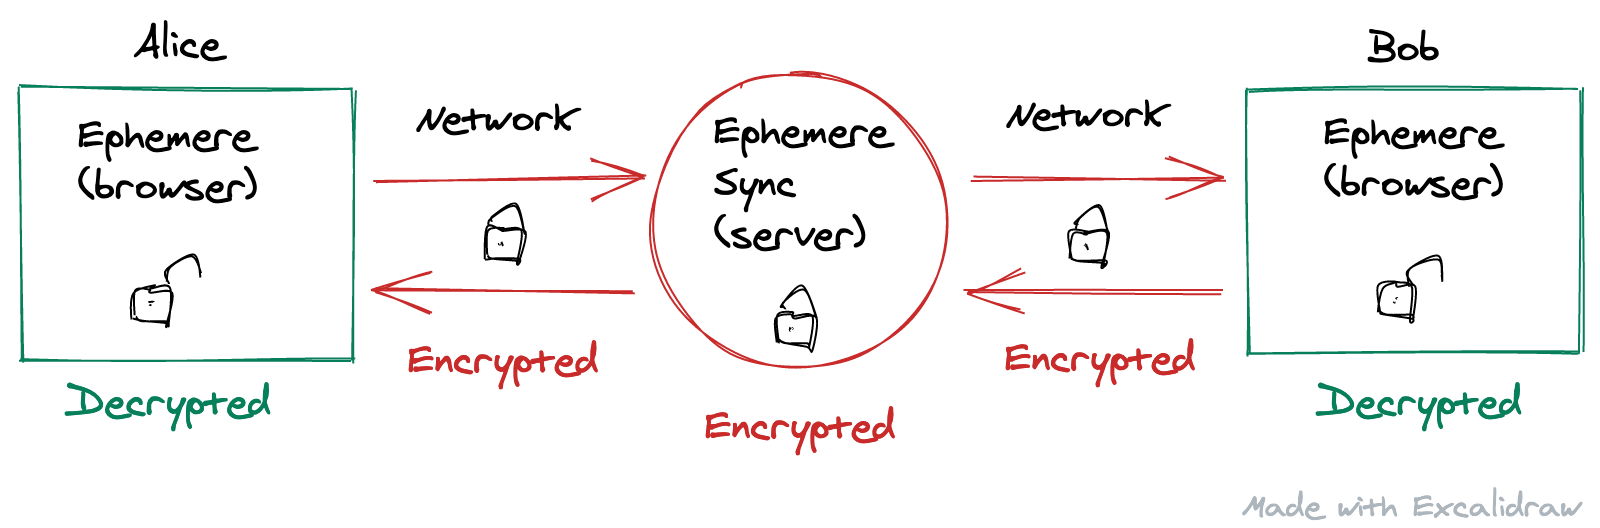 Alice
Bob
Ephemere
(browser)
Network
Ephemere
Sync
(server)
Network
Ephemere
(browser)
Decrypted
Encrypted
Encrypted
Encrypted
Decrypted
Made with Excalidraw